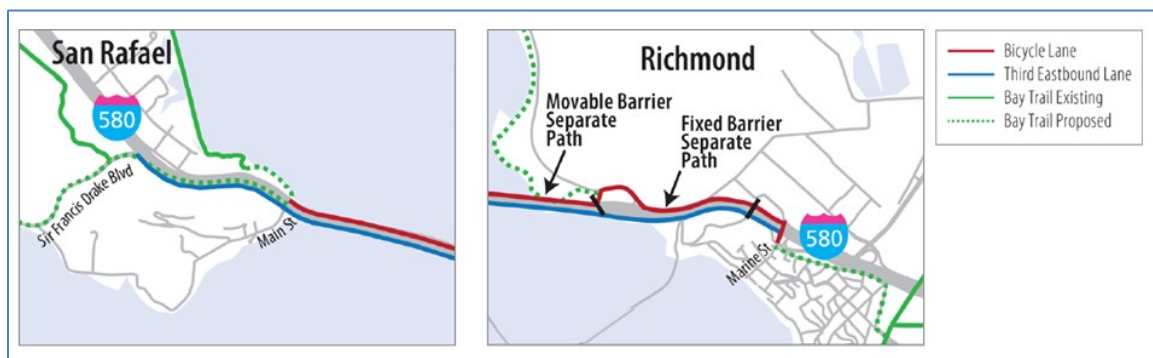 San Rafael
580
Sir Francis Drake Blvd
Main St
Richmond
Movable Barrier
Separate
Path
Fixed Barrier
Separate
Path
580
Marine St.
Bicycle Lane
Third Eastbound Lane
Bay Trail Existing
Bay Trail Proposed